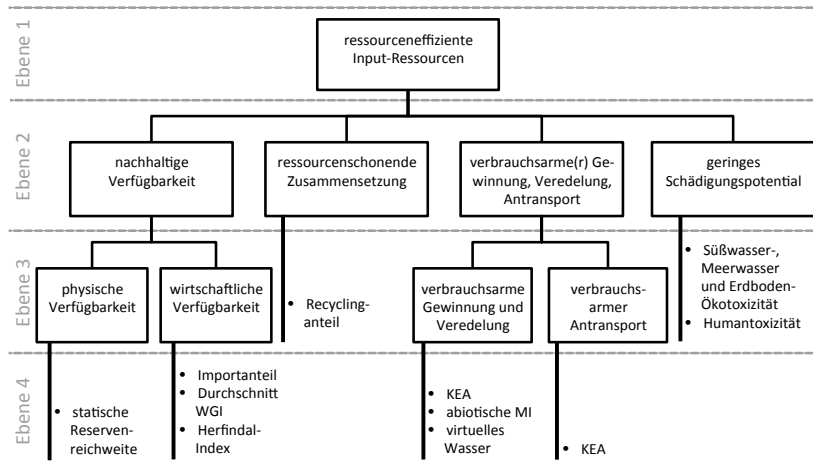 Ebene 1
ressourceneffiziente
Input-Ressourcen
Ebene 2
nachhaltige
Verfügbarkeit
ressourcenschonende
Zusammensetzung
verbrauchsarme(r) Ge-
winnung, Veredelung,
Antransport
geringes
Schädigungspotential
Ebene 3
physische
Verfügbarkeit
wirtschaftliche
Verfügbarkeit
• Recycling-
anteil
verbrauchsarme
Gewinnung und
Veredelung
verbrauchs-
armer
Antransport
• Süßwasser-,
Meerwasser
und Erdboden-
Ökotoxizität
• Humantoxizität
Ebene 4
• statische
Reserven-
reichweite
• Importanteil
• Durchschnitt
WGI
• Herfindal-
Index
• KEA
• abiotische MI
• virtuelles
Wasser
• KEA